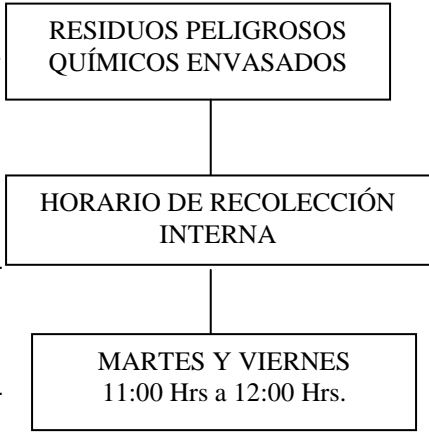 RESIDUOS PELIGROSOS
QUÍMICOS ENVASADOS
HORARIO DE RECOLECCIÓN
INTERNA
MARTES Y VIERNES
11:00 Hrs a 12:00 Hrs.